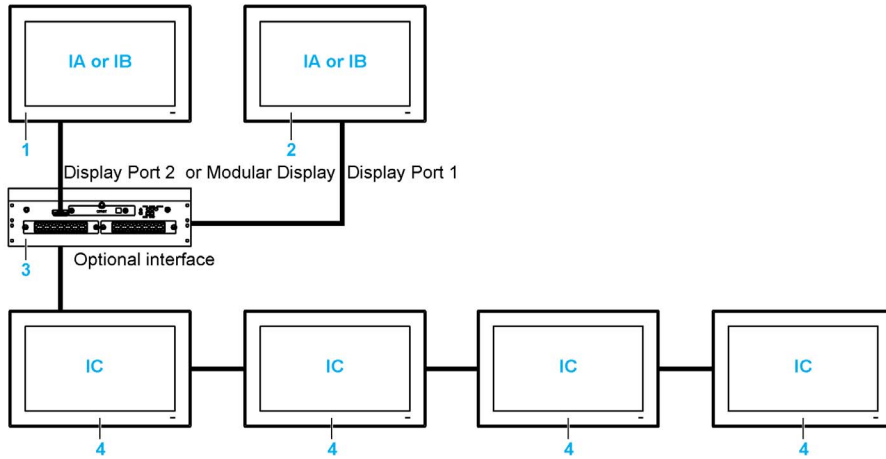 IA or IB
IA or IB
1
2
Display Port 2 or Modular Display
Display Port 1
3
Optional interface
IC
IC
IC
IC
4
4
4
4